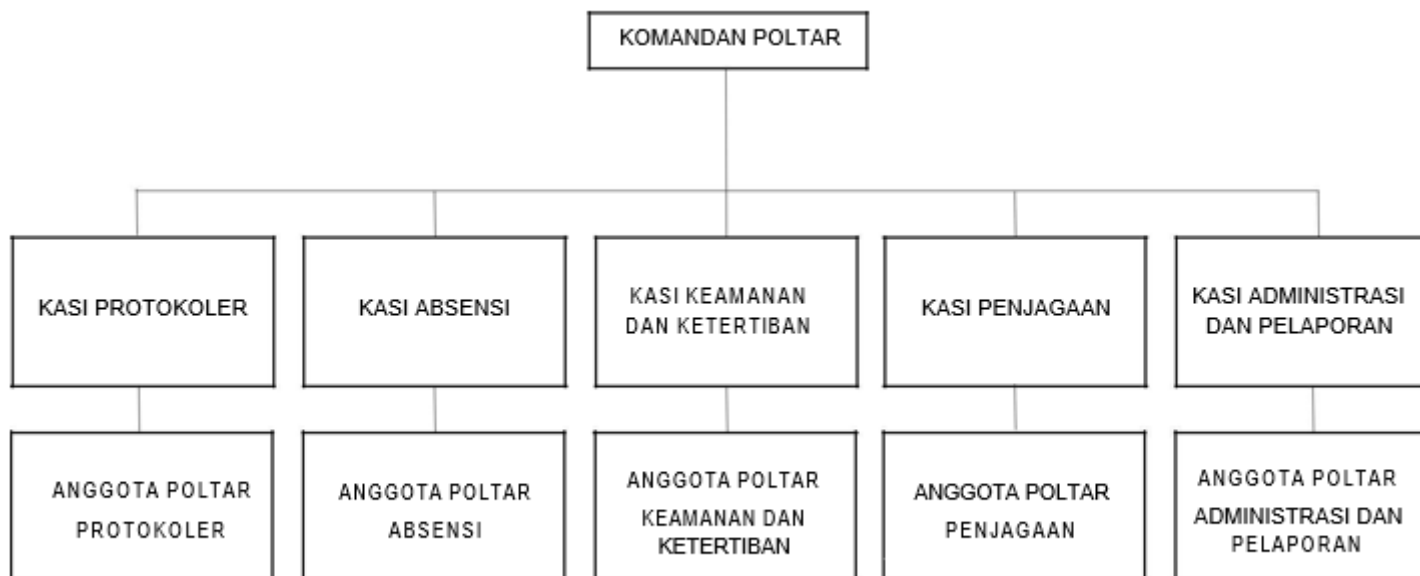 KOMANDAN POLTAR
KASI PROTOKOLER
KASI ABSENSI
KASI KEAMANAN
DAN KETERTIBAN
KASI PENJAGAAN
KASI ADMINISTRASI
DAN PELAPORAN
ANGGOTA POLTAR
PROTOKOLER
ANGGOTA POLTAR
ABSENSI
ANGGOTA POLTAR
KEAMANAN DAN
KETERTIBAN
ANGGOTA POLTAR
PENJAGAAN
ANGGOTA POLTAR
ADMINISTRASI DAN
PELAPORAN